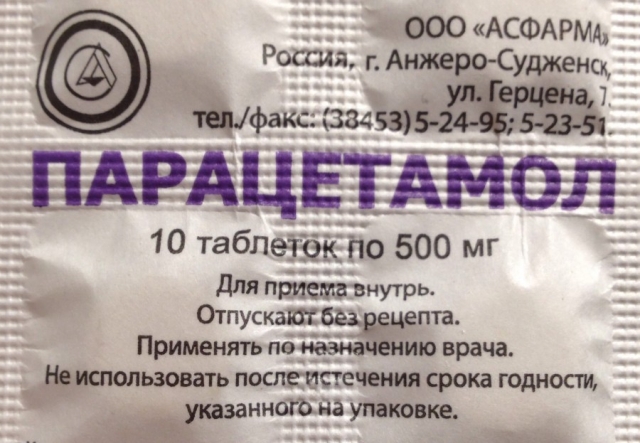 ООО «АСФАРМА»
Россия, г. Анжеро-Судженск,
ул. Герцена, 7.
тел./факс: (38453) 5-24-95; 5-23-51.
ПАРАЦЕТАМОЛ
10 таблеток по 500 мг
Для приема внутрь.
Отпускают без рецепта.
Применять по назначению врача.
Не использовать после истечения срока годности,
указанного на упаковке.